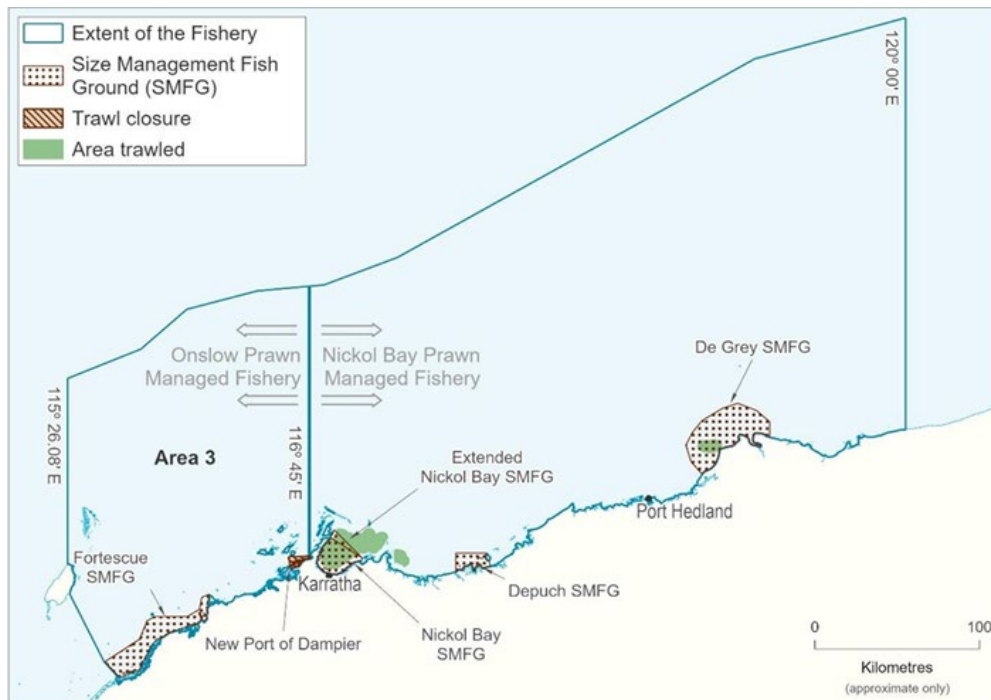 Extent of the Fishery
Size Management Fish
Ground (SMFG)
Trawl closure
Area trawled
120° 00' E
De Grey SMFG
Onslow Prawn
Managed Fishery
Nickol Bay Prawn
Managed Fishery
115° 26.08' E
116° 45' E
Area 3
Extended
Nickol Bay SMFG
Port Hedland
Fortescue
SMFG
Karratha
Depuch SMFG
New Port of Dampier
Nickol Bay
SMFG
0
100
Kilometres
(approximate only)